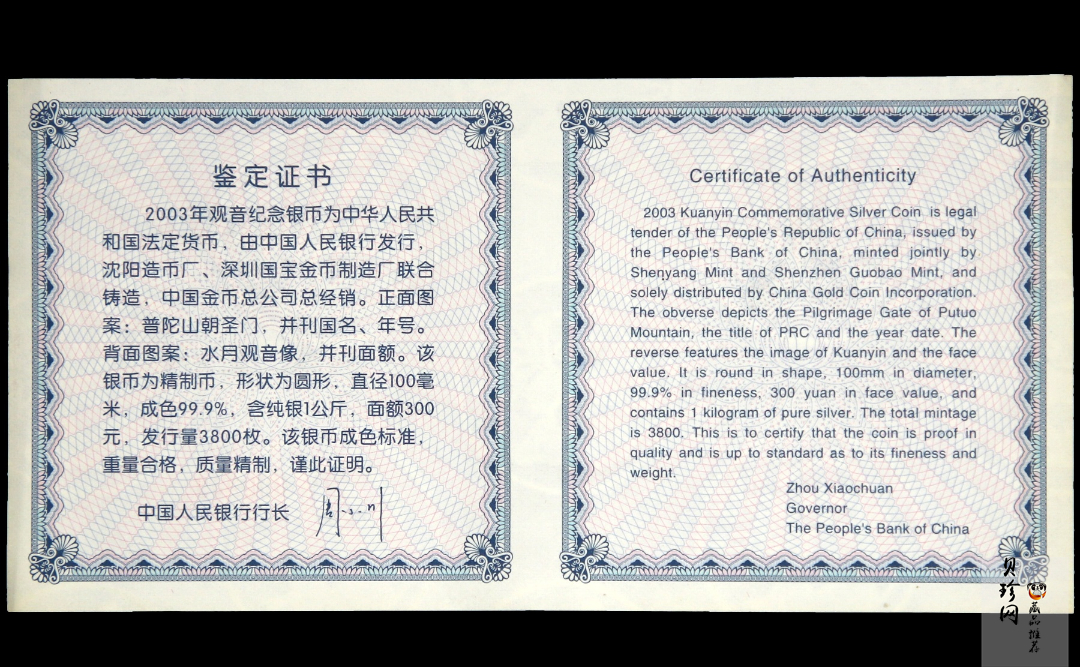 鉴定证书
2003年观音纪念银币为中华人民共
和国法定货币，由中国人民银行发行，
沈阳造币厂、深圳国宝金币制造厂联合
铸造，中国金币总公司总经销。正面图
案：普陀山朝圣门，并刊国名、年号。
背面图案：水月观音像，并刊面额。该
银币为精制币，形状为圆形，直径100毫
米，成色99.9%，含纯银1公斤，面额300
元，发行量3800枚。该银币成色标准，
重量合格，质量精制，谨此证明。
中国人民银行行长 周小川
Certificate of Authenticity
2003 Kuanyin Commemorative Silver Coin is legal
tender of the People's Republic of China, issued by
the People's Bank of China, minted jointly by
Shenyang Mint and Shenzhen Guobao Mint, and
solely distributed by China Gold Coin Incorporation.
The obverse depicts the Pilgrimage Gate of Putuo
Mountain, the title of PRC and the year date. The
reverse features the image of Kuanyin and the face
value. It is round in shape, 100mm in diameter,
99.9% in fineness, 300 yuan in face value, and
contains 1 kilogram of pure silver. The total mintage
is 3800. This is to certify that the coin is proof in
quality and is up to standard as to its fineness and
weight.
Zhou Xiaochuan
Governor
The People's Bank of China
贝珍网
藏品推荐